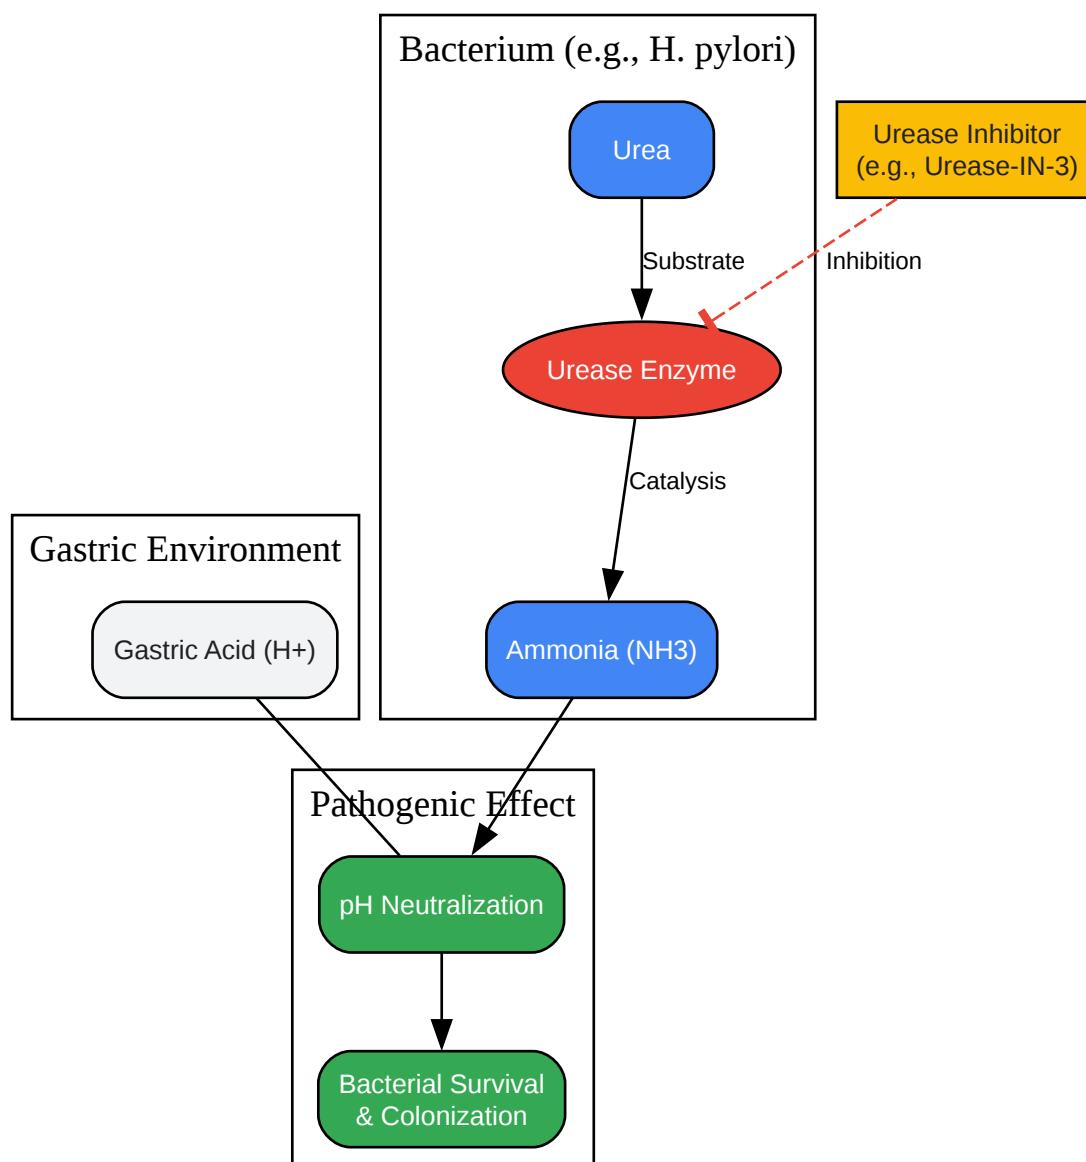 Bacterium (e.g., H. pylori)
Urea
Urease Inhibitor
(e.g., Urease-IN-3)
Substrate
Inhibition
Urease Enzyme
Catalysis
Gastric Environment
Gastric Acid (H+)
Ammonia (NH3)
Pathogenic Effect
pH Neutralization
Bacterial Survival
& Colonization